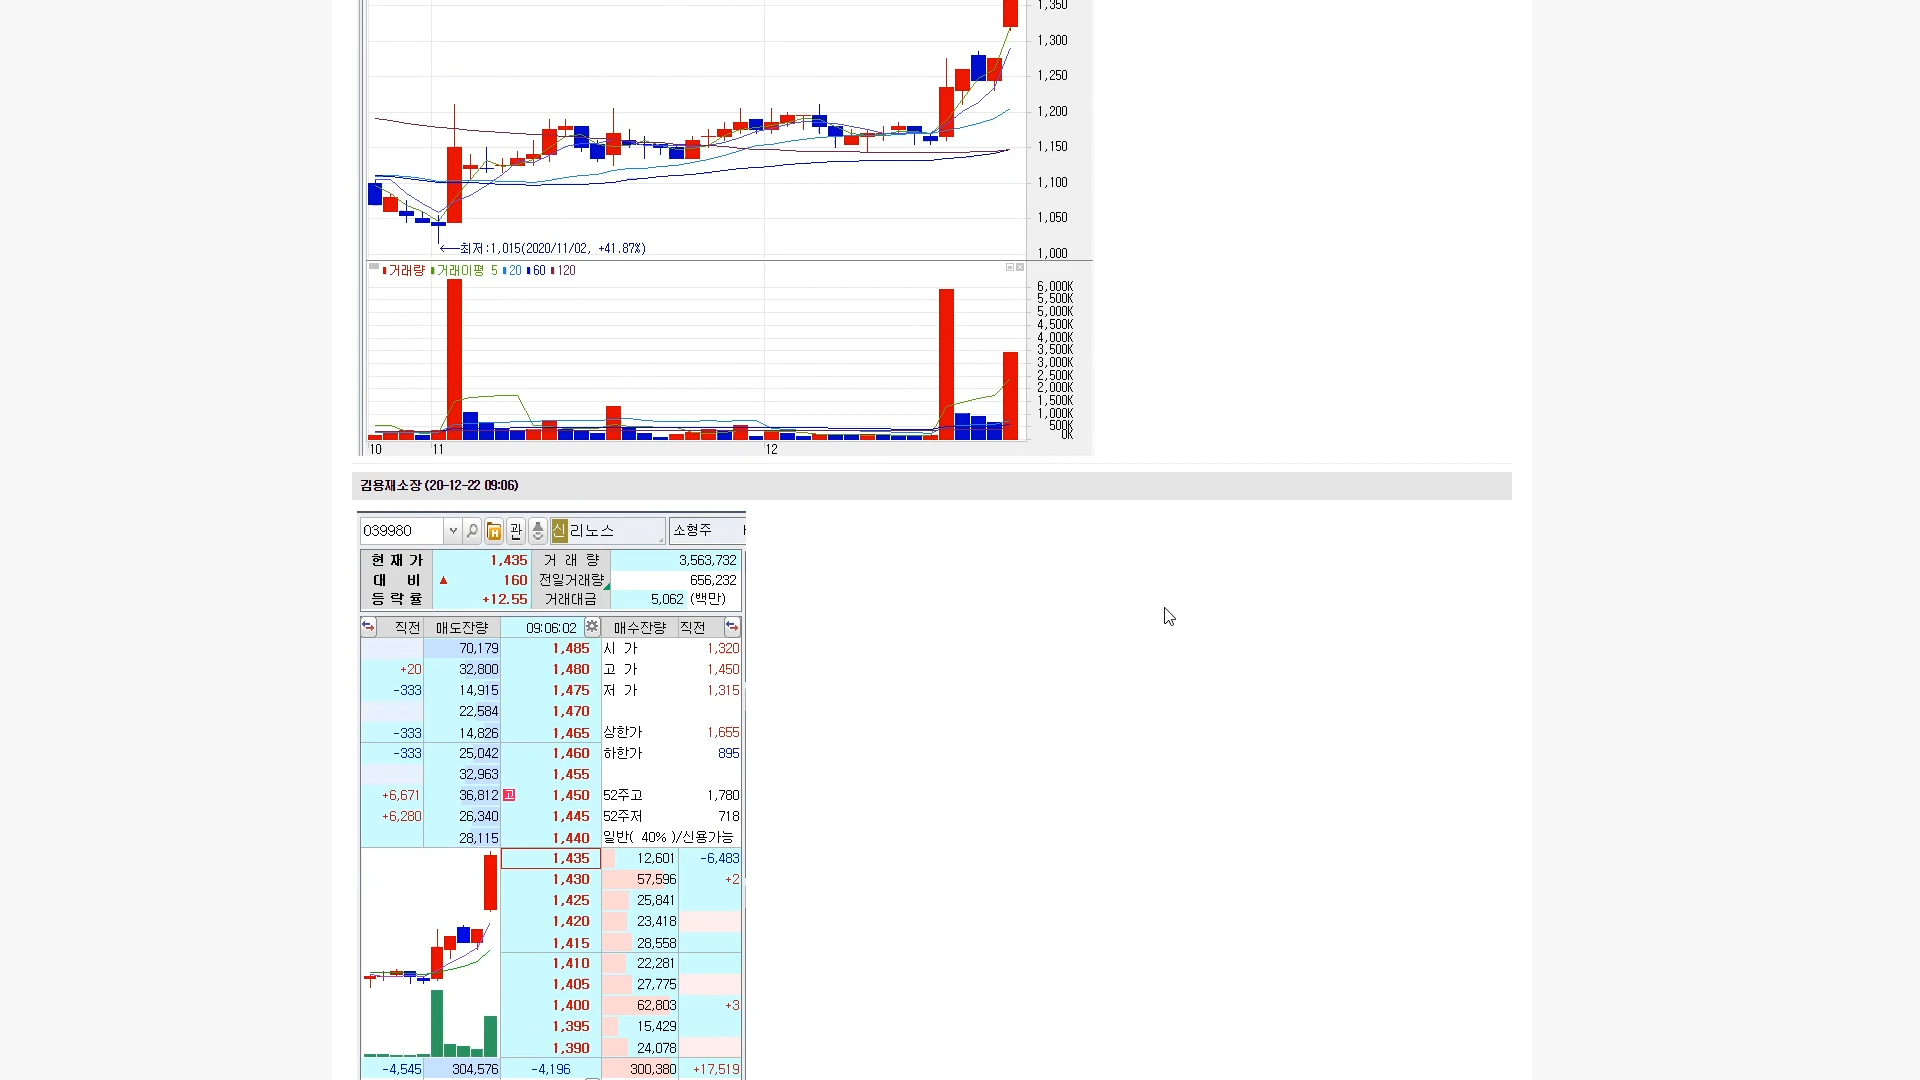 1,350
1,300
1,250
1,200
1,150
1,100
1,050
1,000
←최저:1,015(2020/11/02, +41.87%)
거래량 거래이평 5 20 60 120
6,000K
5,500K
5,000K
4,500K
4,000K
3,500K
3,000K
2,500K
2,000K
1,500K
1,000K
500K
0K
10 11 12
김용재소장 (20-12-22 09:06)
039980 관 신 리노스 소형주
현재가 1,435 거래량 3,563,732
대비 ▲ 160 전일거래량 656,232
등락율 +12.55 거래대금 5,062 (백만)
직전 매도잔량 09:06:02 매수잔량 직전
70,179 1,485 시가 1,320
+20 32,800 1,480 고가 1,450
-333 14,915 1,475 저가 1,315
22,584 1,470
-333 14,826 1,465 상한가 1,655
-333 25,042 1,460 하한가 895
32,963 1,455
+6,671 36,812 고 1,450 52주고 1,780
+6,280 26,340 1,445 52주저 718
28,115 1,440 일반( 40% )/신용가능
1,435 12,601 -6,483
1,430 57,596 +2
1,425 25,841
1,420 23,418
1,415 28,558
1,410 22,281
1,405 27,775
1,400 62,803 +3
1,395 15,429
1,390 24,078
-4,545 304,576 -4,196 300,380 +17,519